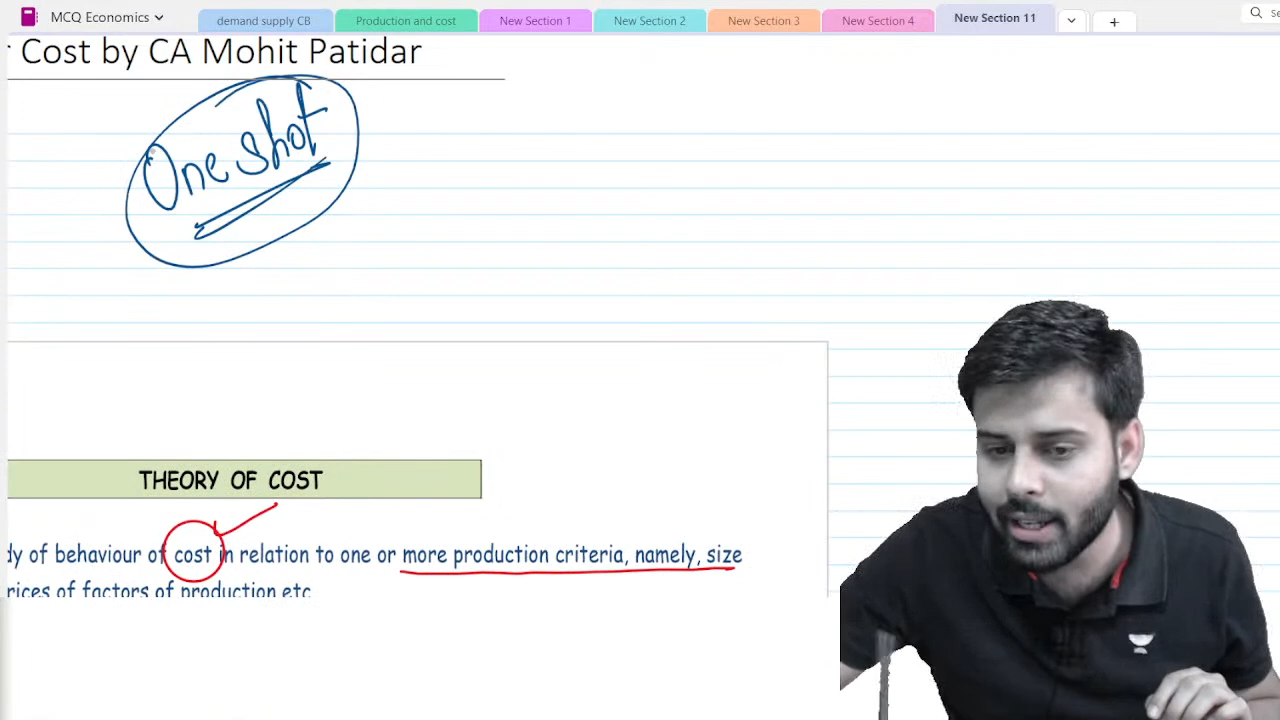 MCQ Economics
demand supply CB
Production and cost
New Section 1
New Section 2
New Section 3
New Section 4
New Section 11
+
Cost by CA Mohit Patidar
One shot
THEORY OF COST
dy of behaviour of cost in relation to one or more production criteria, namely, size
rices of factors of production etc